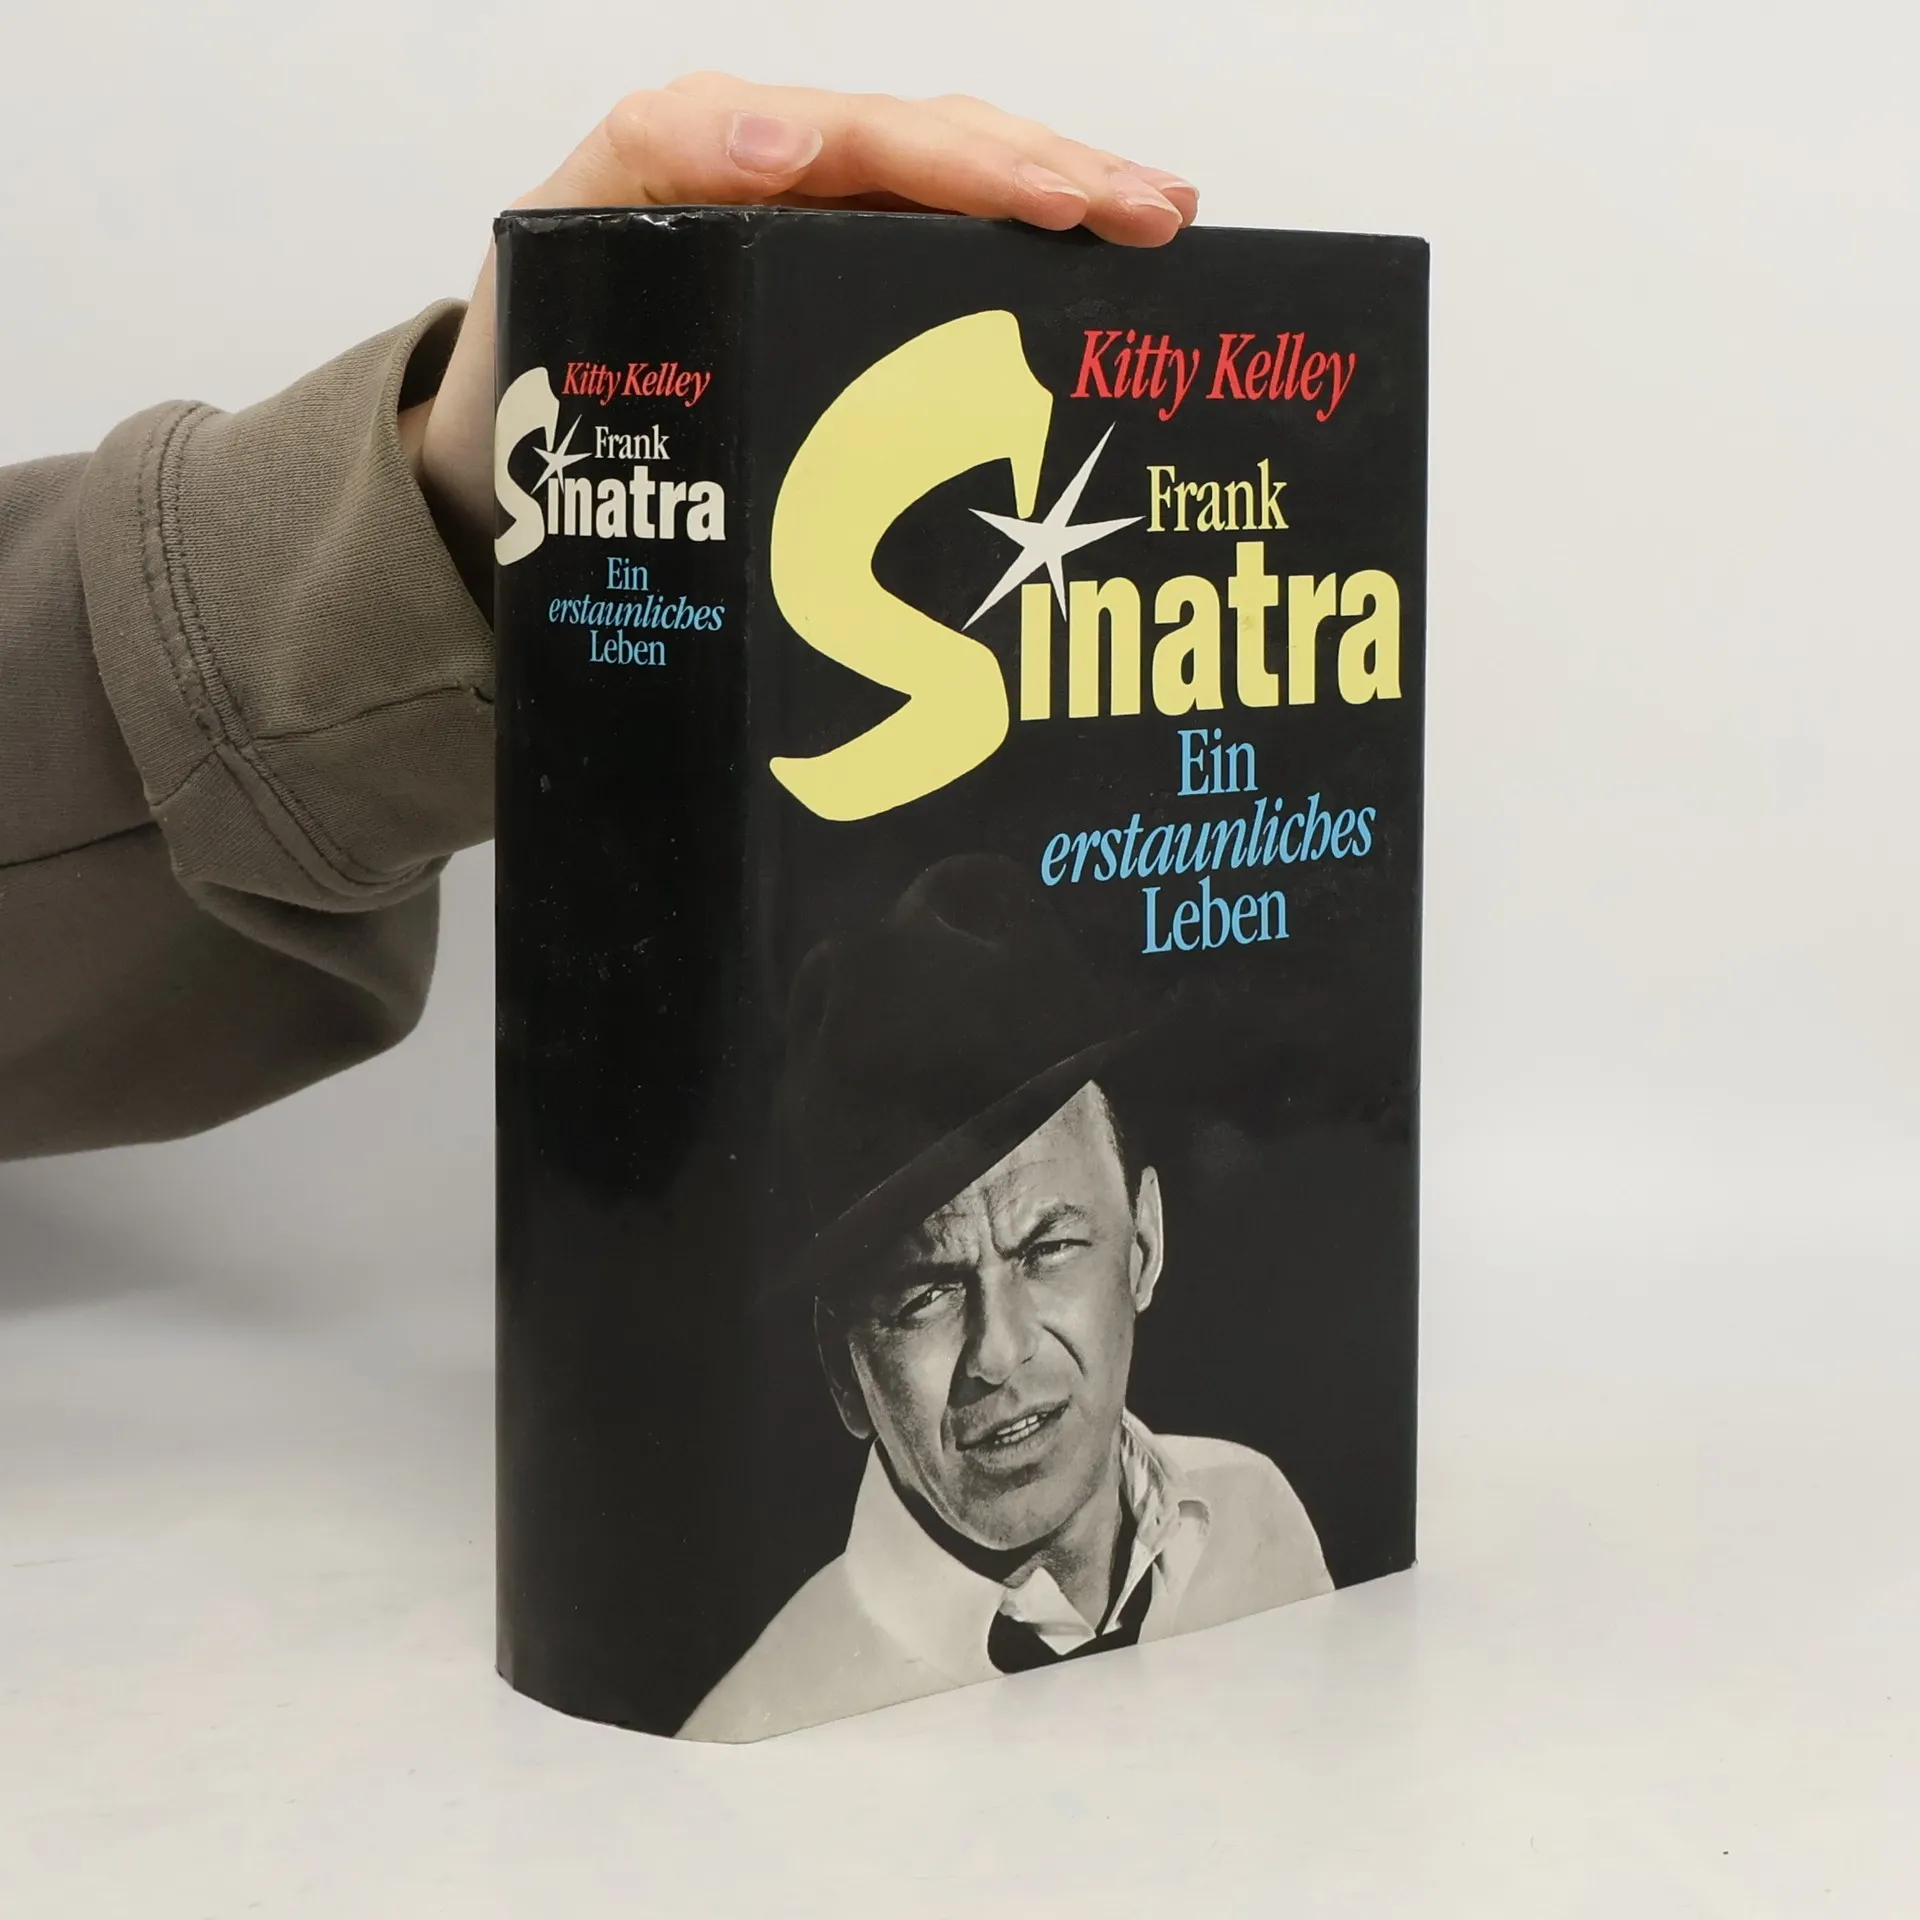 Kitty Kelley
Frank
Sinatra
Ein
erstaunliches
Leben
Kitty Kelley
Frank
Sinatra
Ein
erstaunliches
Leben